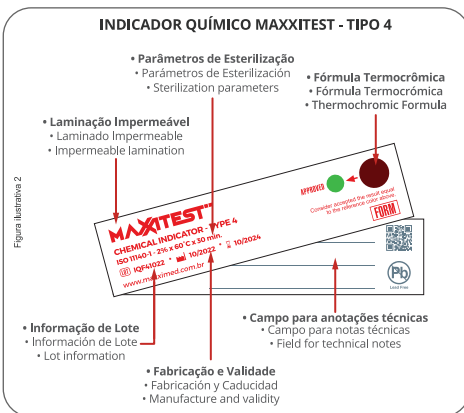 INDICADOR QUÍMICO MAXXITEST - TIPO 4
• Parâmetros de Esterilização
• Parámetros de Esterilización
• Sterilization parameters
• Fórmula Termocrômica
• Fórmula Termocrómica
• Thermochromic Formula
• Laminação Impermeável
• Laminado Impermeable
• Impermeable lamination
Figura ilustrativa 2
APPROVED
Consider accepted the result equal
to the reference color above.
FORM
MAXXITEST
CHEMICAL INDICATOR - TYPE 4
ISO 11140-1 - 2% x 60°C x 30 min.
IQF41022 • 10/2022 • 10/2024
www.maxximed.com.br
Pb
Lead Free
• Campo para anotações técnicas
• Campo para notas técnicas
• Field for technical notes
• Informação de Lote
• Información de Lote
• Lot information
• Fabricação e Validade
• Fabricación y Caducidad
• Manufacture and validity